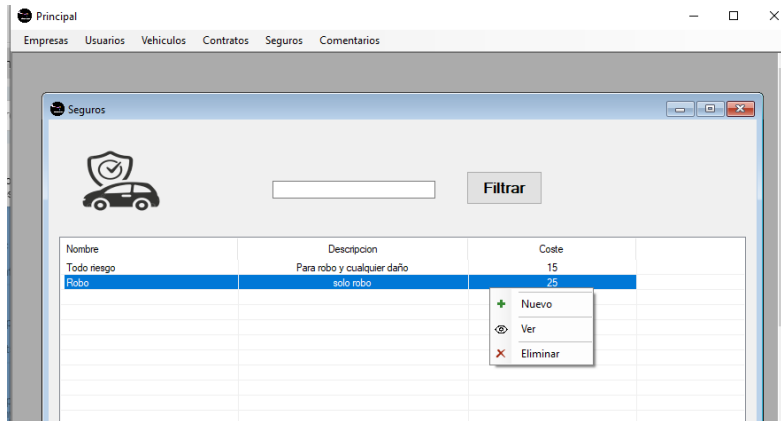 Principal
Empresas Usuarios Vehiculos Contratos Seguros Comentarios
Seguros
Filtrar
Nombre Descripcion Coste
Todo riesgo Para robo y cualquier daño 15
Robo solo robo 25
Nuevo
Ver
Eliminar